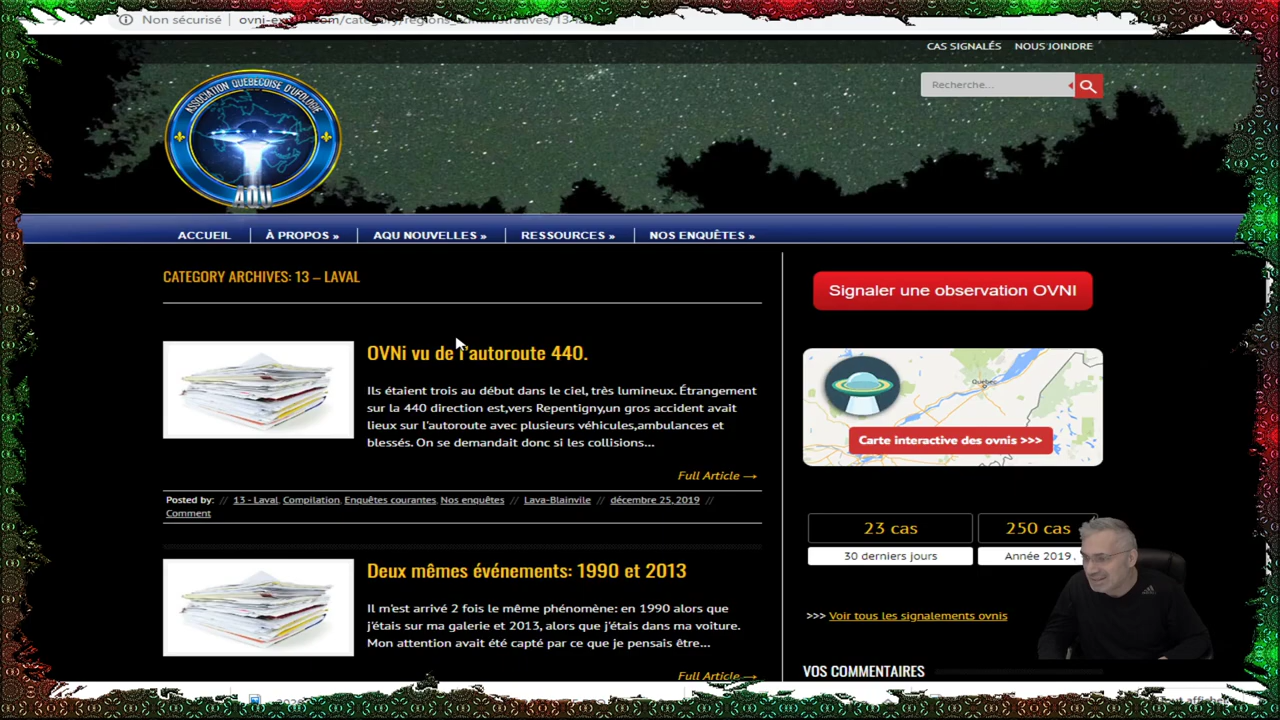 Non sécurisé
CAS SIGNALÉS NOUS JOINDRE
Recherche...
ASSOCIATION QUÉBÉCOISE D'UFOLOGIE
AQU
ACCUEIL À PROPOS » AQU NOUVELLES » RESSOURCES » NOS ENQUÊTES »
CATEGORY ARCHIVES: 13 – LAVAL
OVNi vu de l'autoroute 440.
Ils étaient trois au début dans le ciel, très lumineux. Étrangement
sur la 440 direction est,vers Repentigny,un gros accident avait
lieux sur l'autoroute avec plusieurs véhicules,ambulances et
blessés. On se demandait donc si les collisions...
Full Article →
Posted by: // 13 - Laval, Compilation, Enquêtes courantes, Nos enquêtes // Lava-Blainvile // décembre 25, 2019 //
Comment
Deux mêmes événements: 1990 et 2013
Il m'est arrivé 2 fois le même phénomène: en 1990 alors que
j'étais sur ma galerie et 2013, alors que j'étais dans ma voiture.
Mon attention avait été capté par ce que je pensais être...
Full Article →
Signaler une observation OVNI
Québec
Carte interactive des ovnis >>>
23 cas 250 cas
30 derniers jours Année 2019
>>> Voir tous les signalements ovnis
VOS COMMENTAIRES